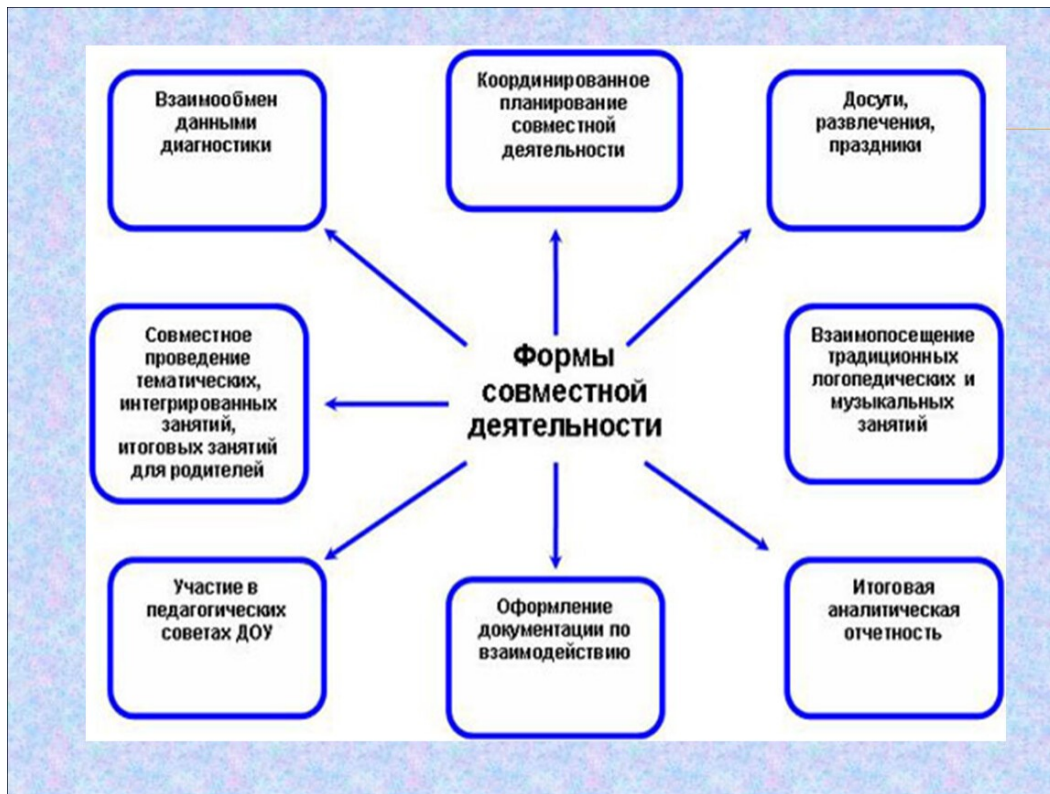 Взаимообмен
данными
диагностики
Координированное
планирование
совместной
деятельности
Досуги,
развлечения,
праздники
Совместное
проведение
тематических,
интегрированных
занятий,
итоговых занятий
для родителей
Формы
совместной
деятельности
Взаимопосещение
традиционных
логопедических и
музыкальных
занятий
Участие в
педагогических
советах ДОУ
Оформление
документации по
взаимодействию
Итоговая
аналитическая
отчетность